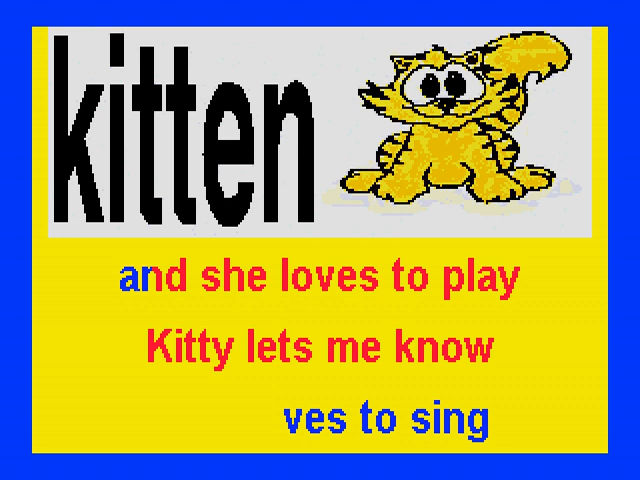 kitten
and she loves to play
Kitty lets me know
ves to sing